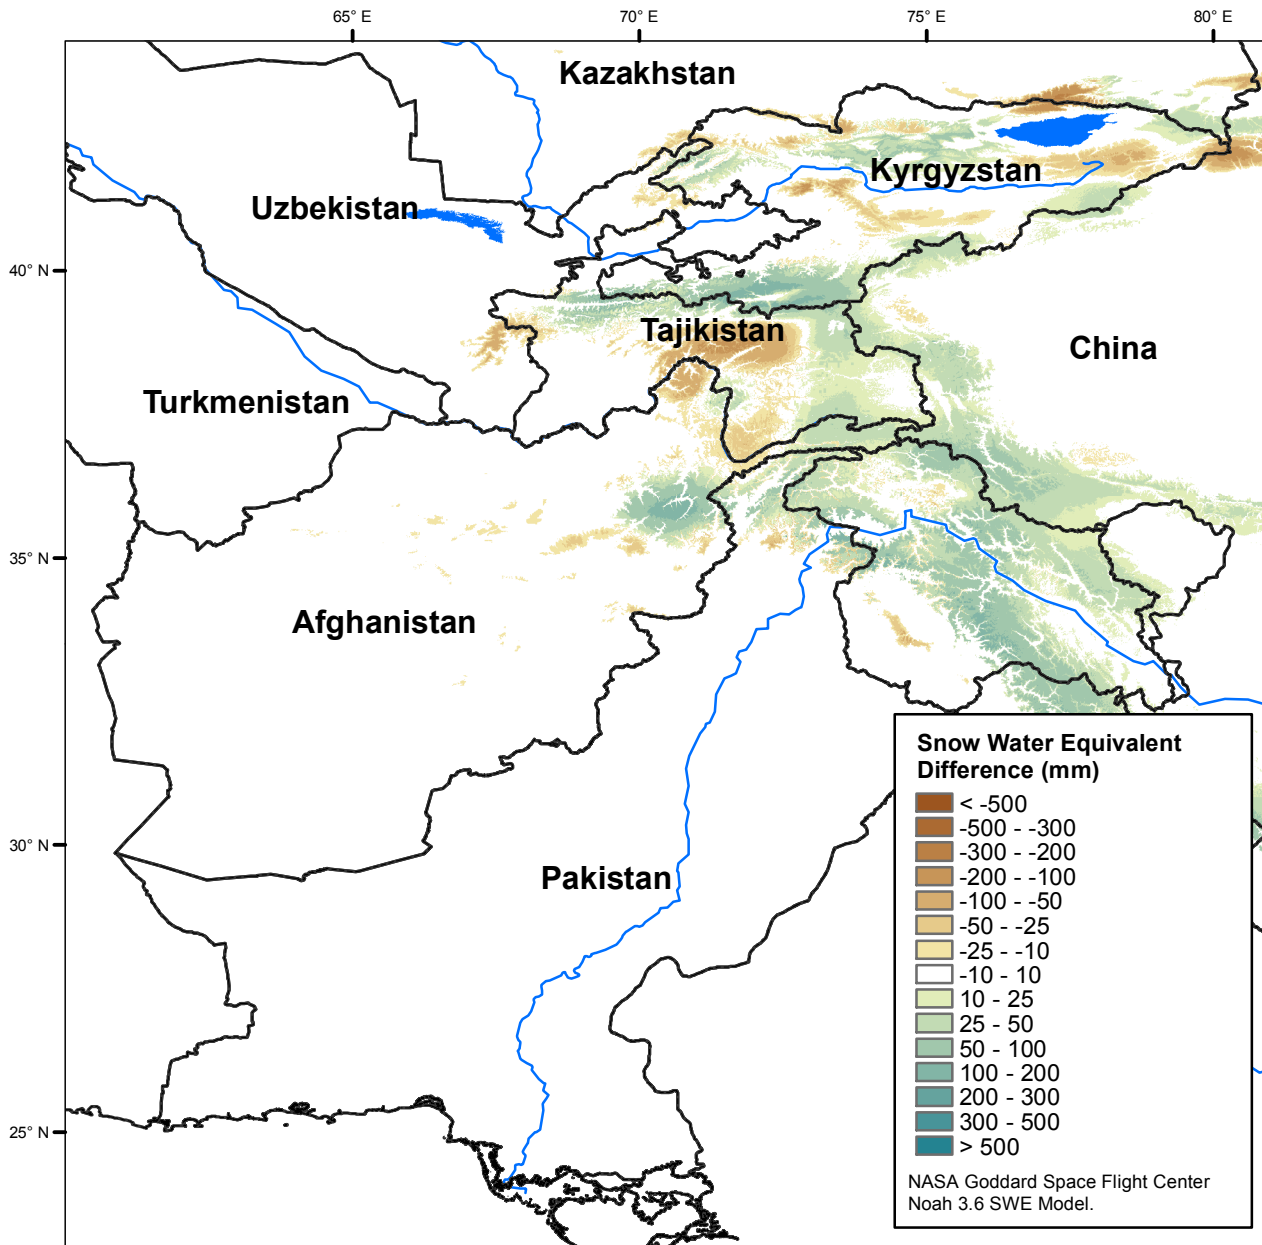 65° E
70° E
75° E
80° E
Kazakhstan
Kyrgyzstan
Uzbekistan
40° N
Tajikistan
China
Turkmenistan
35° N
Afghanistan
30° N
Pakistan
25° N
Snow Water Equivalent
Difference (mm)
< -500
-500 - -300
-300 - -200
-200 - -100
-100 - -50
-50 - -25
-25 - -10
-10 - 10
10 - 25
25 - 50
50 - 100
100 - 200
200 - 300
300 - 500
> 500
NASA Goddard Space Flight Center
Noah 3.6 SWE Model.